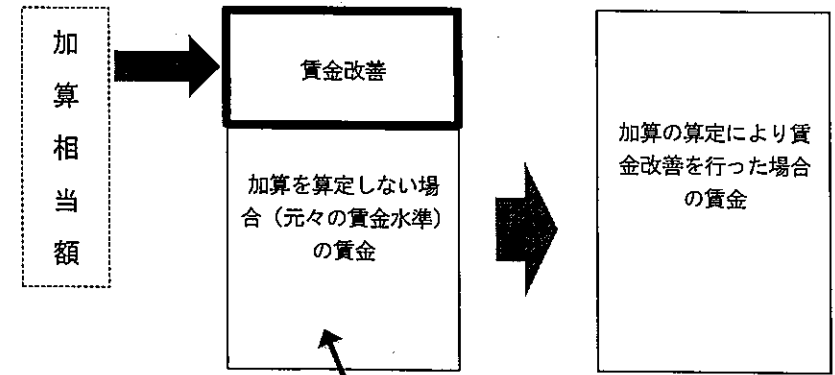 加算相当額
賃金改善
加算を算定しない場
合（元々の賃金水準）
の賃金
加算の算定により賃
金改善を行った場合
の賃金